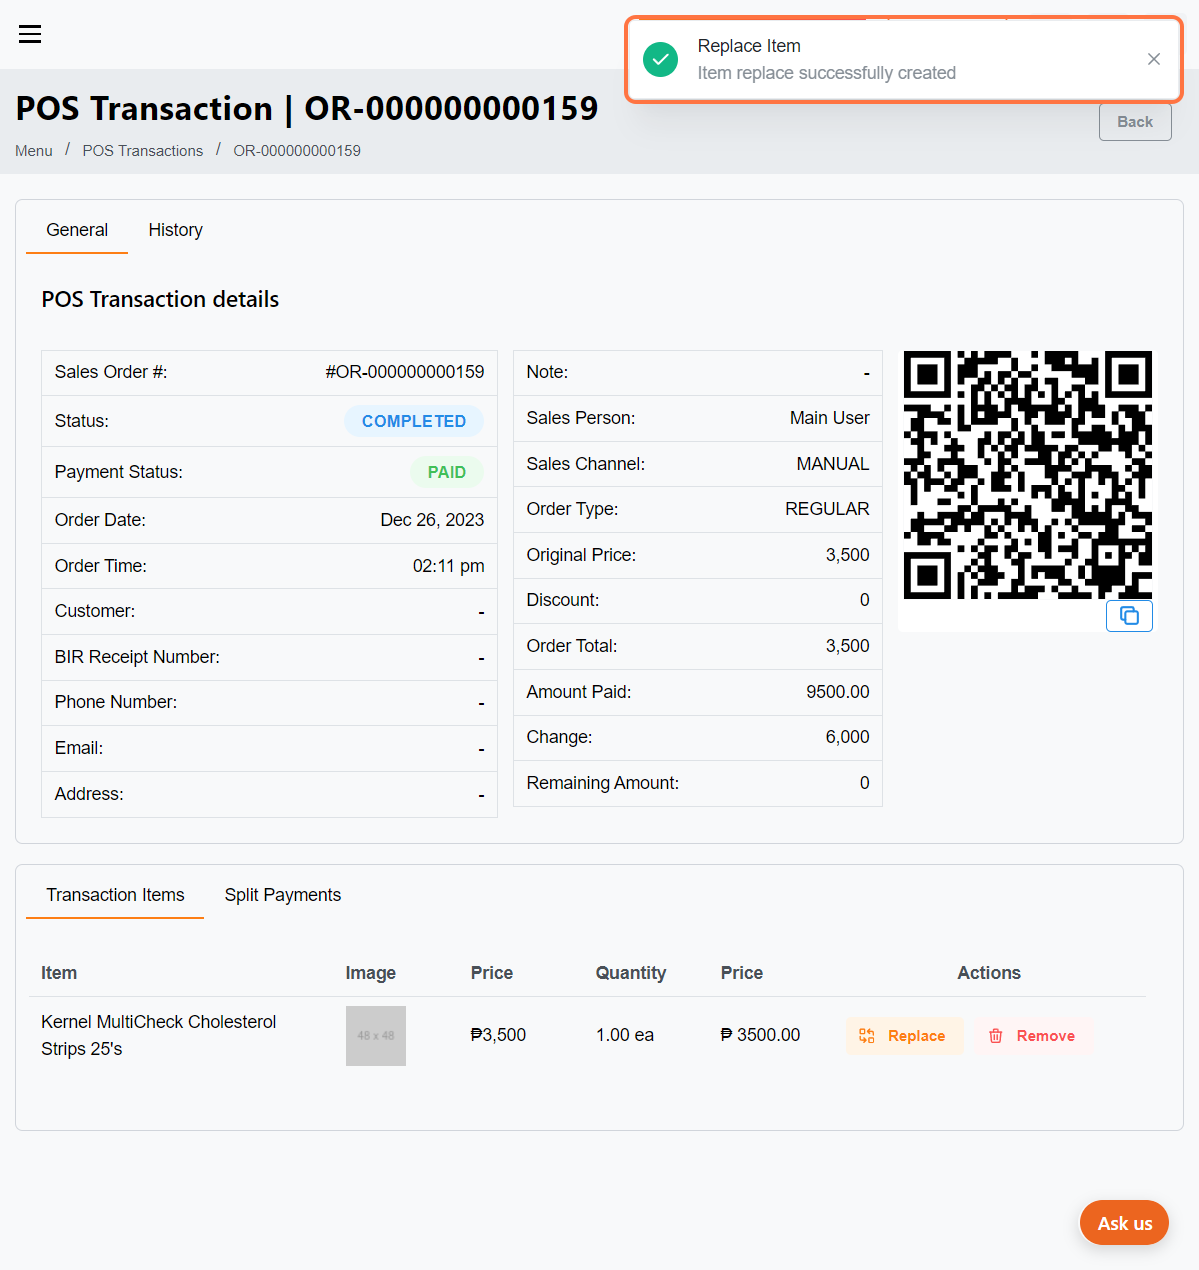 Replace Item
Item replace successfully created
POS Transaction | OR-000000000159
Back
Menu / POS Transactions / OR-000000000159
General History
POS Transaction details
Sales Order #: #OR-000000000159
Status: COMPLETED
Payment Status: PAID
Order Date: Dec 26, 2023
Order Time: 02:11 pm
Customer: -
BIR Receipt Number: -
Phone Number: -
Email: -
Address: -
Note: -
Sales Person: Main User
Sales Channel: MANUAL
Order Type: REGULAR
Original Price: 3,500
Discount: 0
Order Total: 3,500
Amount Paid: 9500.00
Change: 6,000
Remaining Amount: 0
Transaction Items Split Payments
Item Image Price Quantity Price Actions
Kernel MultiCheck Cholesterol
Strips 25's
48 x 48
₱3,500 1.00 ea ₱ 3500.00 Replace Remove
Ask us